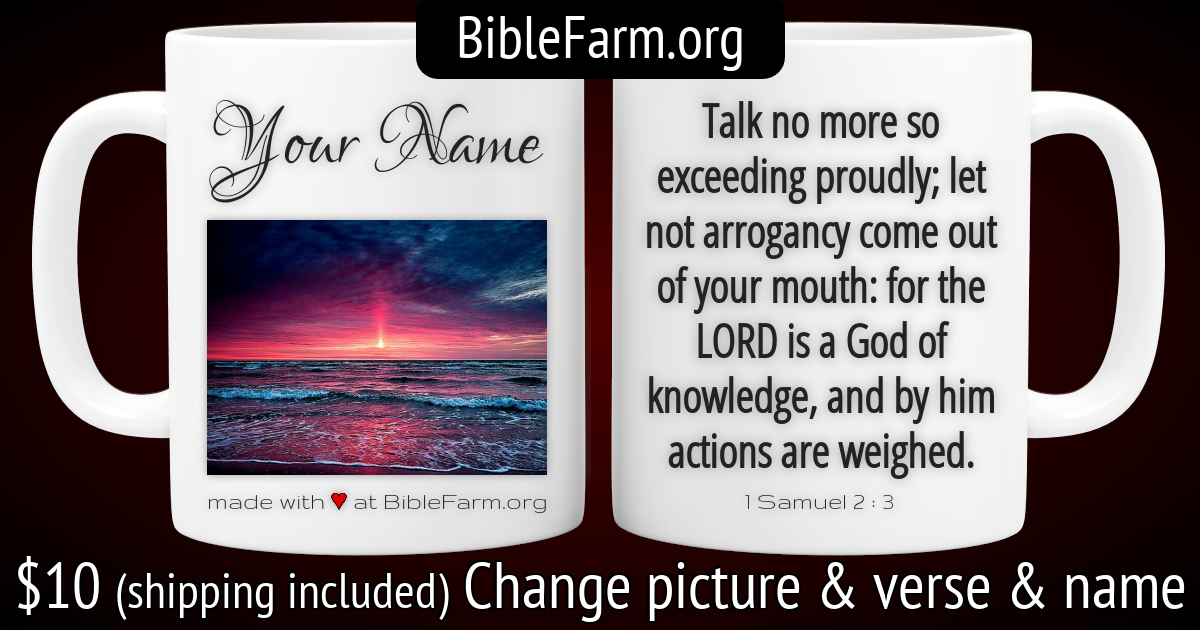 BibleFarm.org
Your Name
made with ♥ at BibleFarm.org
Talk no more so
exceeding proudly; let
not arrogancy come out
of your mouth: for the
LORD is a God of
knowledge, and by him
actions are weighed.
1 Samuel 2 : 3
$10 (shipping included) Change picture & verse & name